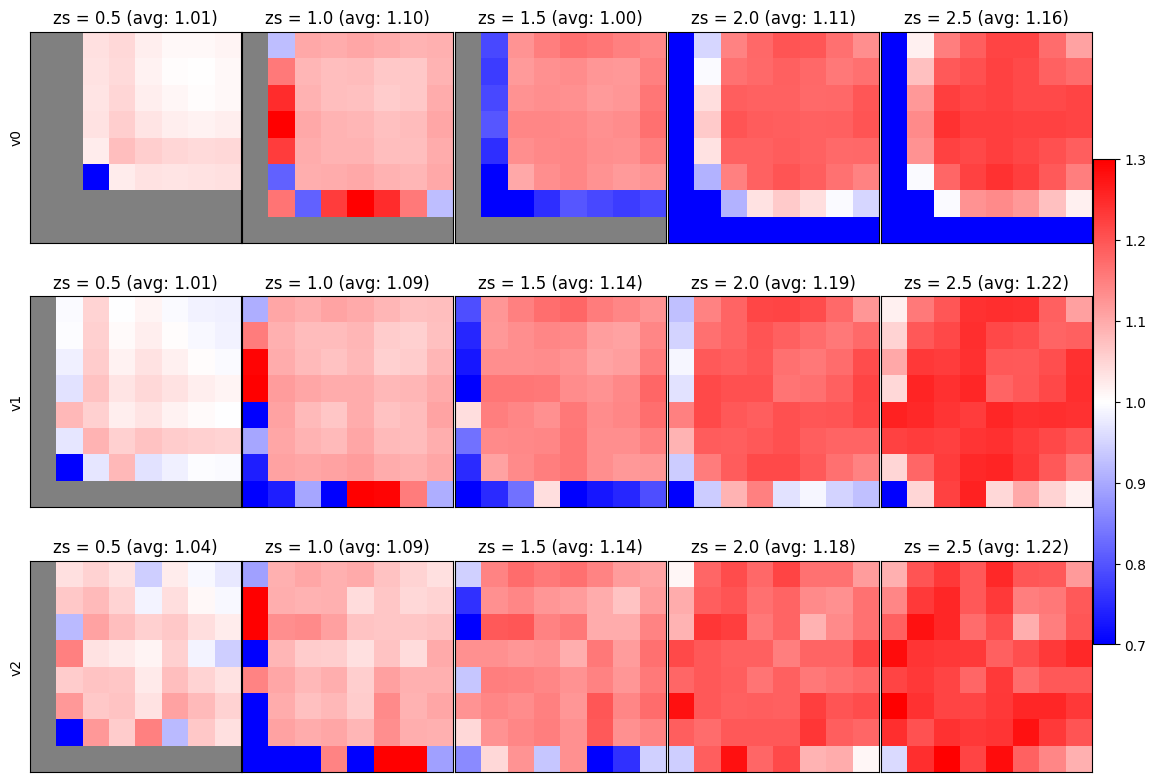 zs = 0.5 (avg: 1.01)
zs = 1.0 (avg: 1.10)
zs = 1.5 (avg: 1.00)
zs = 2.0 (avg: 1.11)
zs = 2.5 (avg: 1.16)
v0
zs = 0.5 (avg: 1.01)
zs = 1.0 (avg: 1.09)
zs = 1.5 (avg: 1.14)
zs = 2.0 (avg: 1.19)
zs = 2.5 (avg: 1.22)
v1
zs = 0.5 (avg: 1.04)
zs = 1.0 (avg: 1.09)
zs = 1.5 (avg: 1.14)
zs = 2.0 (avg: 1.18)
zs = 2.5 (avg: 1.22)
v2
1.3
1.2
1.1
1.0
0.9
0.8
0.7